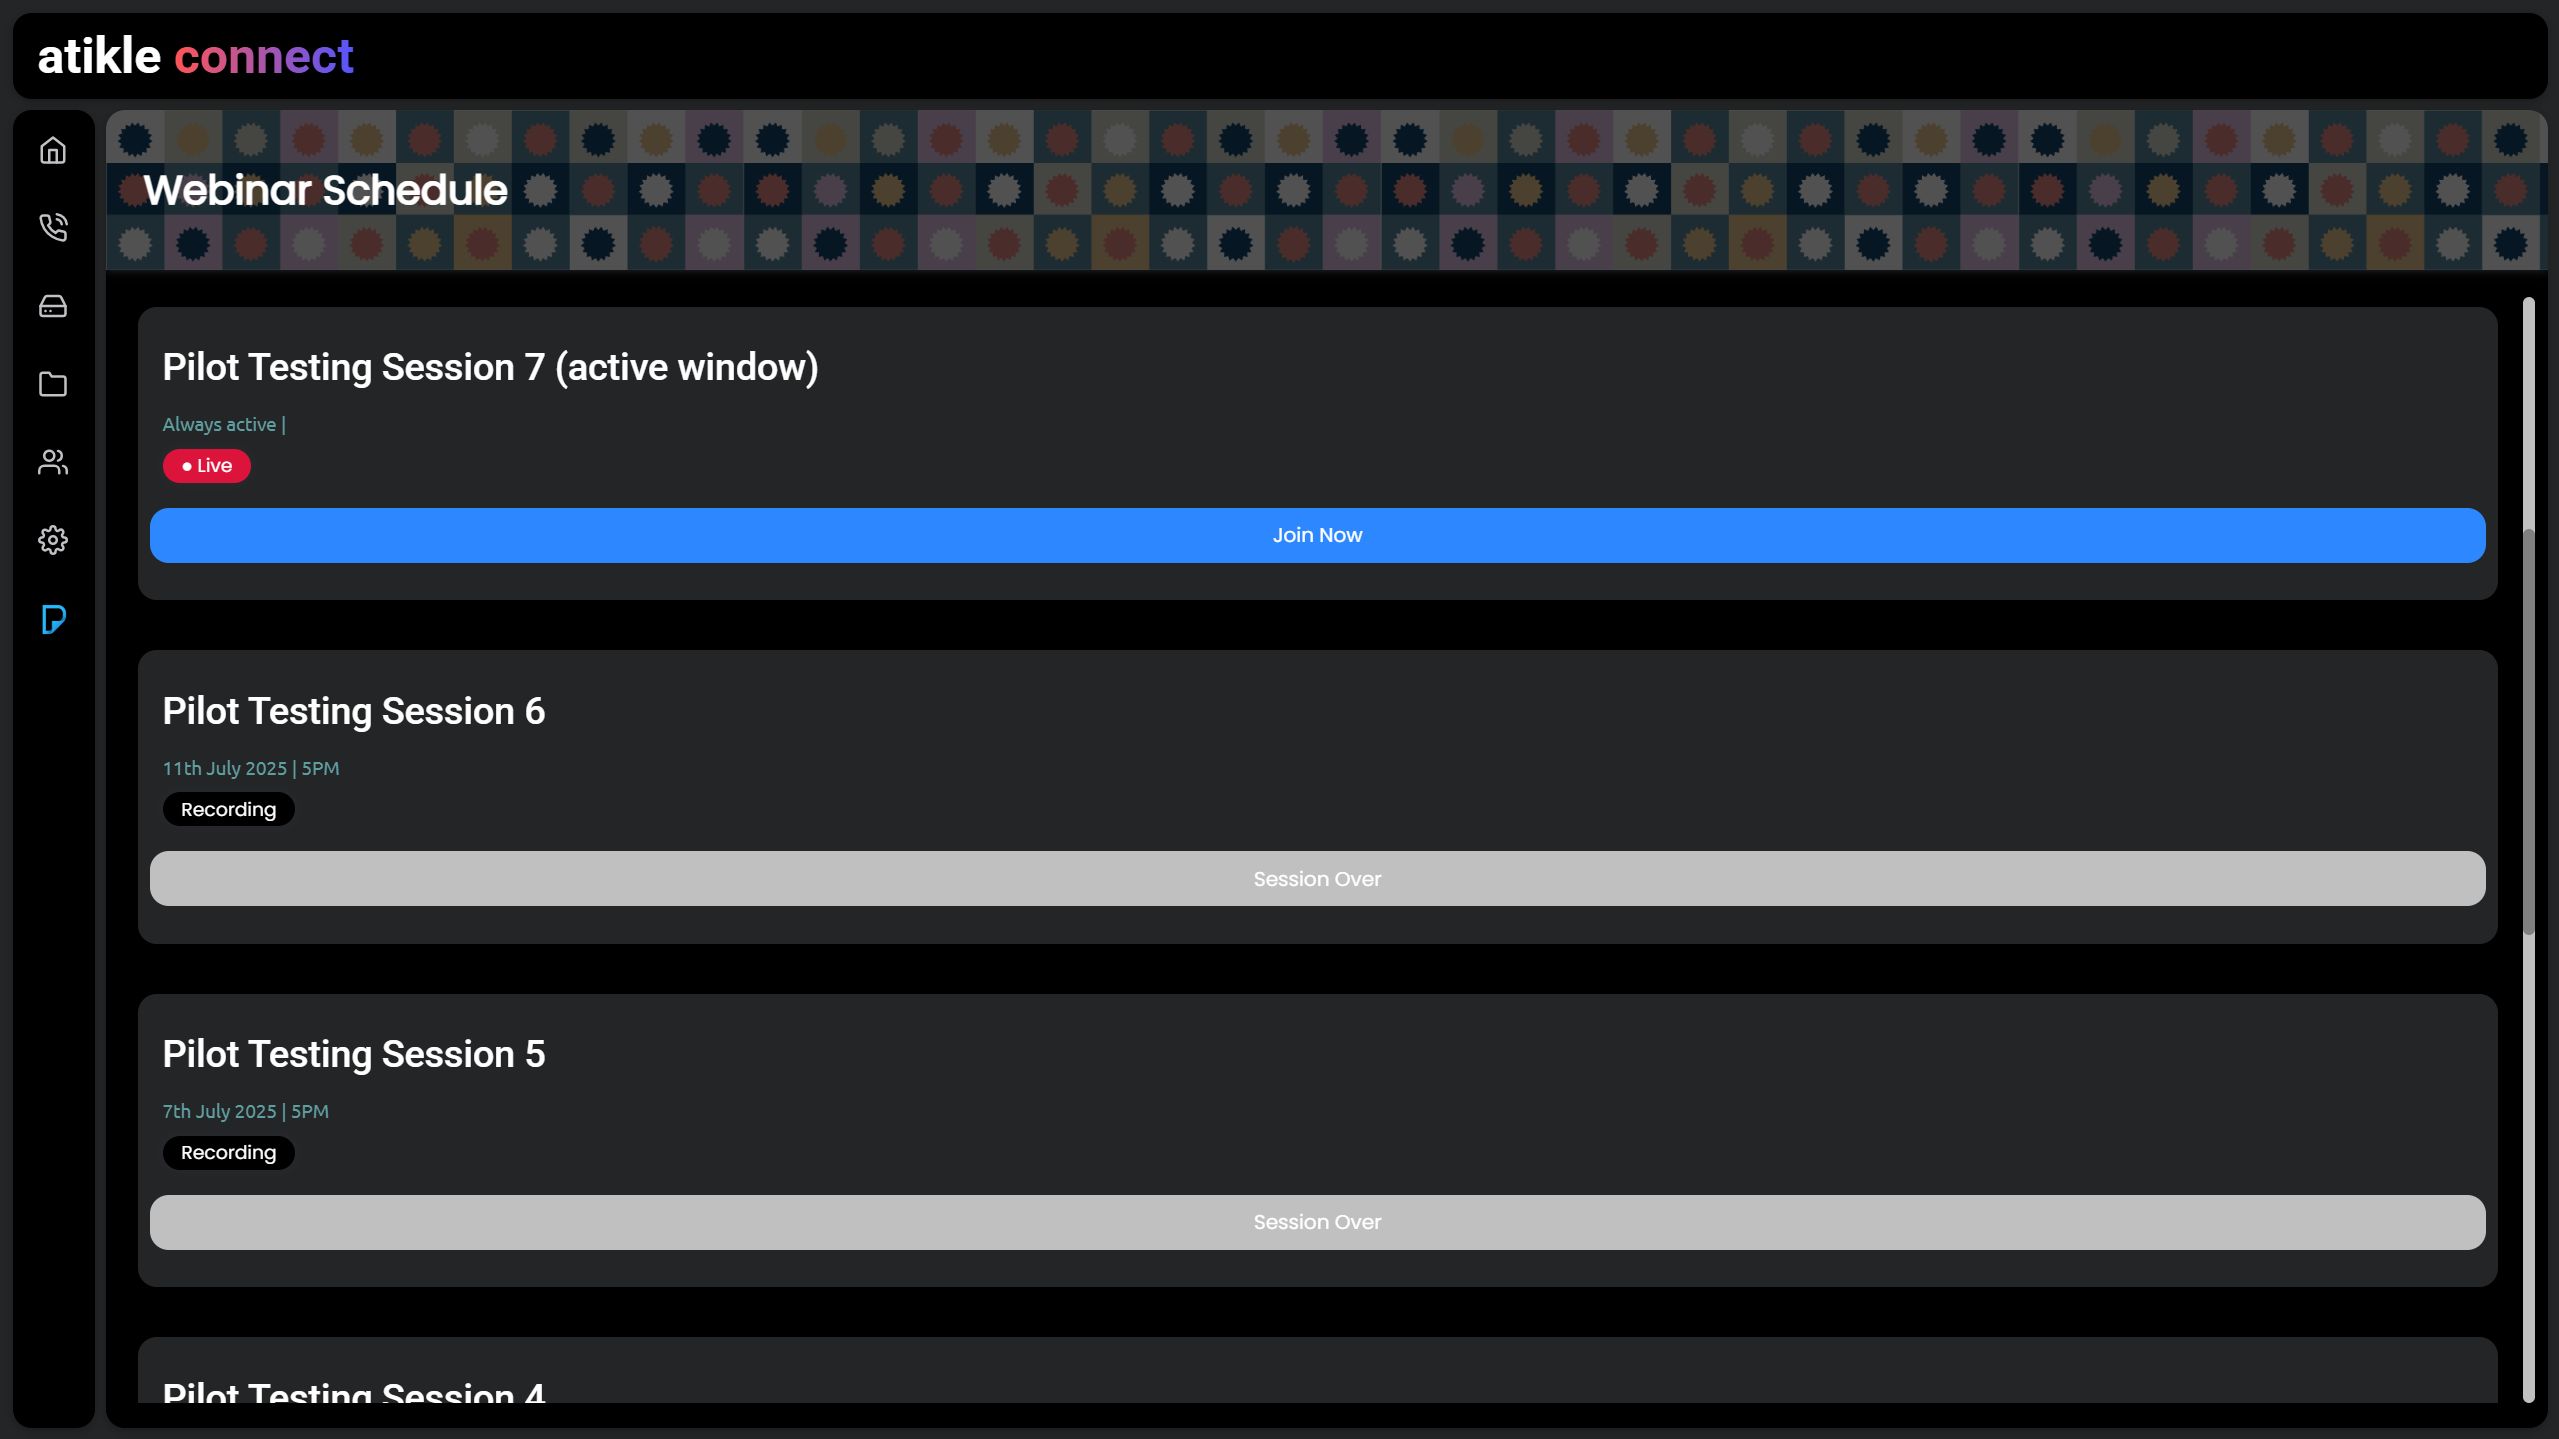 atikle connect
Webinar Schedule
Pilot Testing Session 7 (active window)
Always active |
Live
Join Now
Pilot Testing Session 6
11th July 2025 | 5PM
Recording
Session Over
Pilot Testing Session 5
7th July 2025 | 5PM
Recording
Session Over
Pilot Testing Session 4